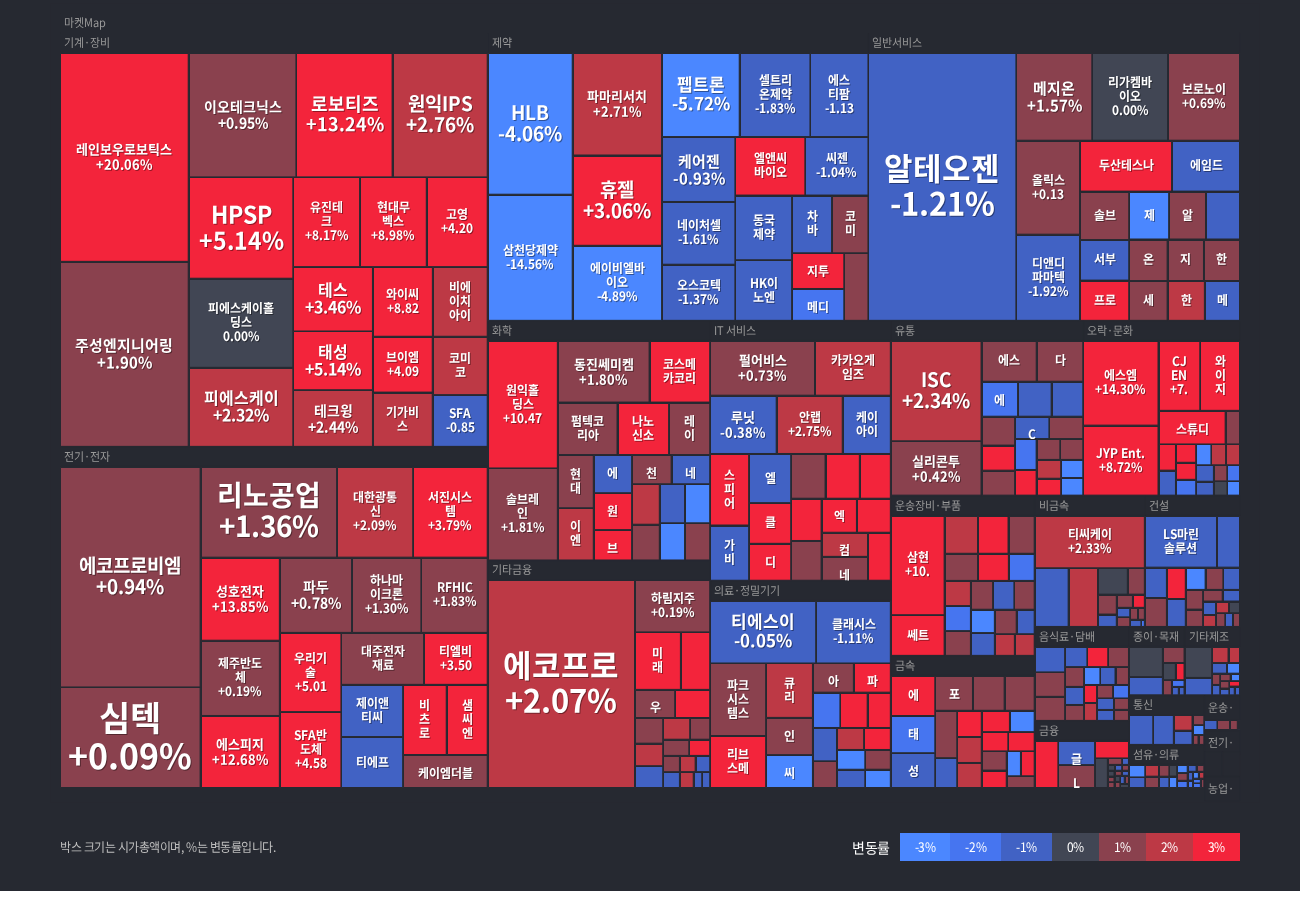 마켓Map
기계·장비
레인보우로보틱스
+20.06%
이오테크닉스
+0.95%
로보티즈
+13.24%
원익IPS
+2.76%
HPSP
+5.14%
유진테
크
+8.17%
현대무
벡스
+8.98%
고영
+4.20
주성엔지니어링
+1.90%
피에스케이홀
딩스
0.00%
테스
+3.46%
와이씨
+8.82
비에
이치
아이
태성
+5.14%
브이엠
+4.09
코미
코
피에스케이
+2.32%
테크윙
+2.44%
기가비
스
SFA
-0.85
제약
HLB
-4.06%
파마리서치
+2.71%
펩트론
-5.72%
셀트리
온제약
-1.83%
에스
티팜
-1.13
휴젤
+3.06%
케어젠
-0.93%
엘앤씨
바이오
씨젠
-1.04%
삼천당제약
-14.56%
에이비엘바
이오
-4.89%
네이처셀
-1.61%
동국
제약
차
바
코
미
오스코텍
-1.37%
HK이
노엔
지투
메디
일반서비스
알테오젠
-1.21%
메지온
+1.57%
리가켐바
이오
0.00%
보로노이
+0.69%
올릭스
+0.13
두산테스나
에임드
솔브
제
알
디앤디
파마텍
-1.92%
서부
온
지
한
프로
세
한
메
전기·전자
에코프로비엠
+0.94%
리노공업
+1.36%
대한광통
신
+2.09%
서진시스
템
+3.79%
성호전자
+13.85%
파두
+0.78%
하나마
이크론
+1.30%
RFHIC
+1.83%
제주반도
체
+0.19%
우리기
술
+5.01
대주전자
재료
티엘비
+3.50
심텍
+0.09%
에스피지
+12.68%
SFA반
도체
+4.58
제이앤
티씨
비
츠
로
샘
씨
엔
티에프
케이엠더블
화학
원익홀
딩스
+10.47
동진쎄미켐
+1.80%
코스메
카코리
펌텍코
리아
나노
신소
레
이
솔브레
인
+1.81%
현
대
에
천
네
이
엔
원
브
IT 서비스
펄어비스
+0.73%
카카오게
임즈
루닛
-0.38%
안랩
+2.75%
케이
아이
스
피
어
엘
클
엑
가
비
디
컴
네
유통
ISC
+2.34%
에스
다
에
C
실리콘투
+0.42%
오락·문화
에스엠
+14.30%
CJ
EN
+7.
와
이
지
JYP Ent.
+8.72%
스튜디
기타금융
에코프로
+2.07%
하림지주
+0.19%
미
래
우
의료·정밀기기
티에스이
-0.05%
클래시스
-1.11%
파크
시스
템스
큐
리
아
파
인
리브
스메
씨
운송장비·부품
삼현
+10.
쎄트
금속
에
포
태
성
비금속
티씨케이
+2.33%
건설
LS마린
솔루션
음식료·담배
종이·목재
기타제조
통신
운송·
금융
글
L
전기·
섬유·의류
농업·
박스 크기는 시가총액이며, %는 변동률입니다.
변동률
-3%
-2%
-1%
0%
1%
2%
3%